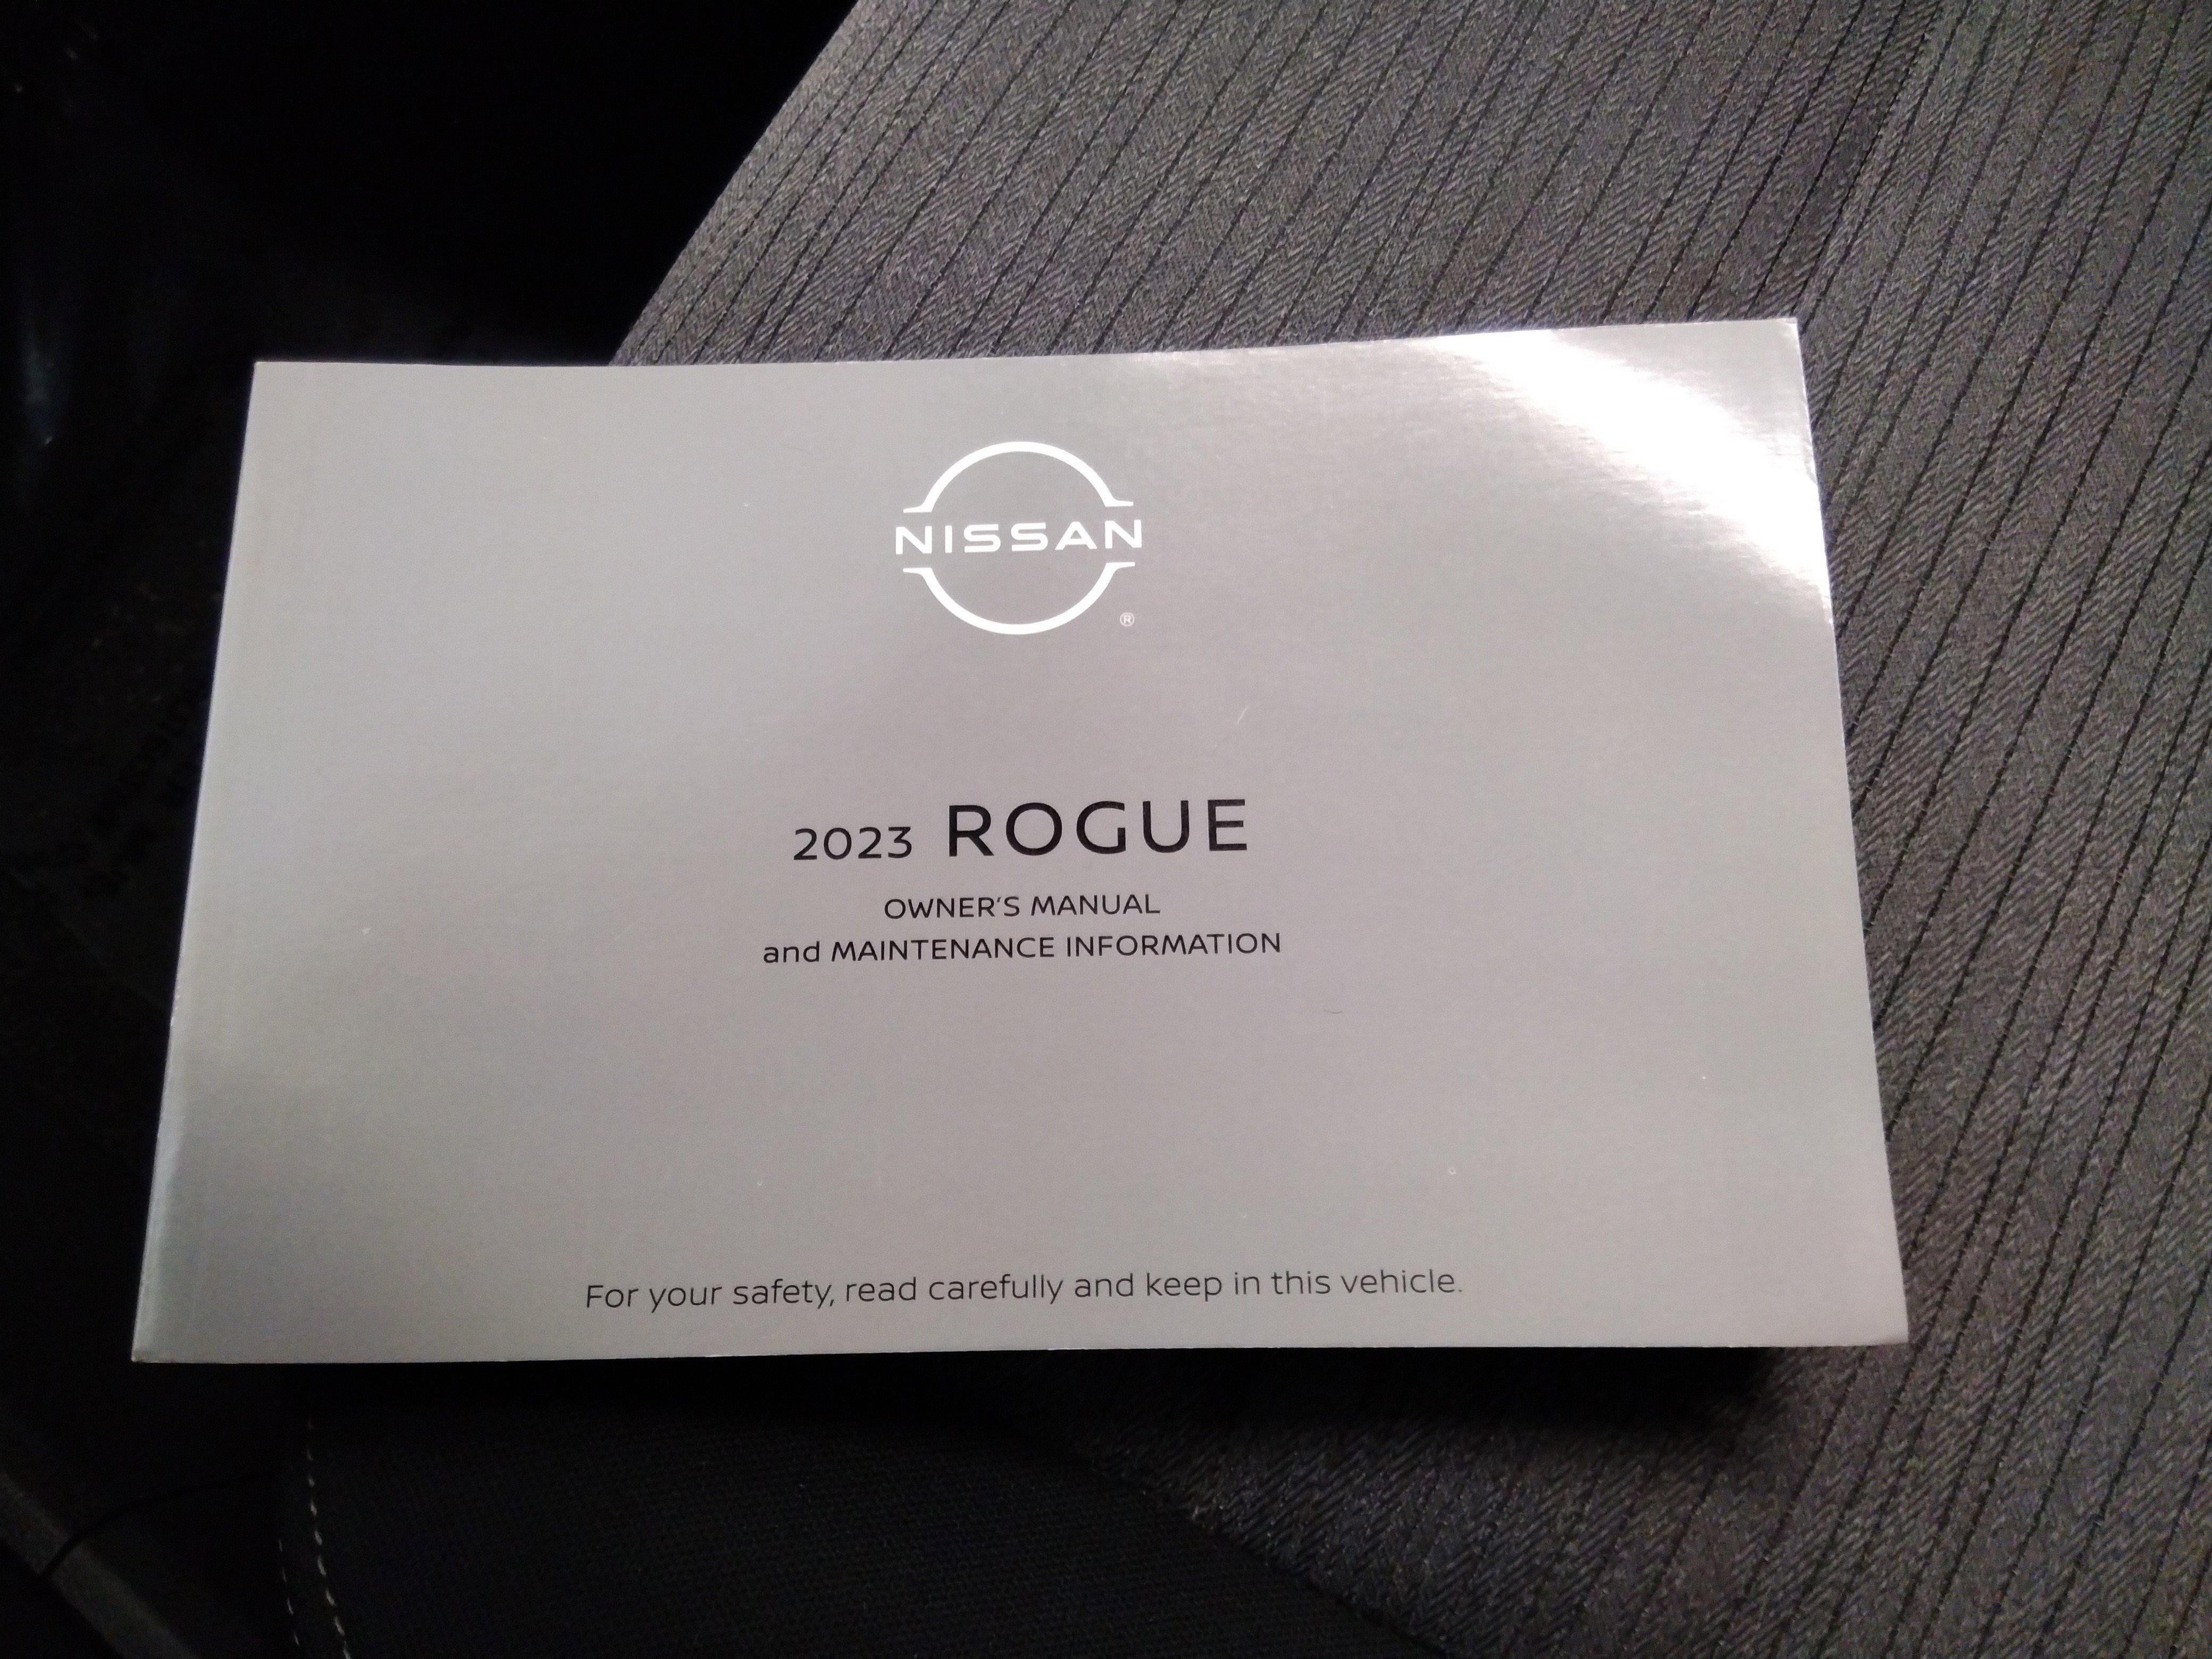 NISSAN
®
2023 ROGUE
OWNER'S MANUAL
and MAINTENANCE INFORMATION
For your safety, read carefully and keep in this vehicle.